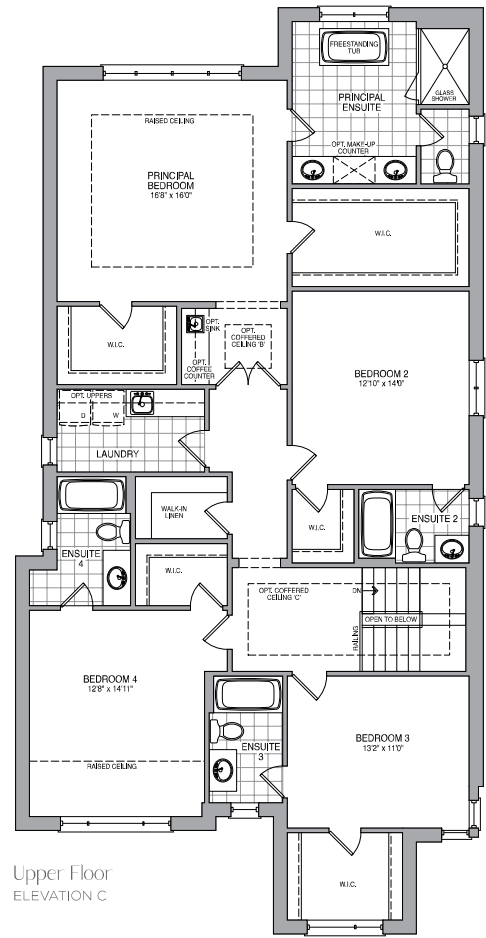 FREESTANDING
TUB
GLASS
SHOWER
PRINCIPAL
ENSUITE
RAISED CEILING
OPT. MAKE-UP
COUNTER
PRINCIPAL
BEDROOM
16'8" x 16'0"
W.I.C.
OPT.
SINK
OPT.
COFFERED
CEILING 'B'
W.I.C.
OPT.
COFFEE
COUNTER
BEDROOM 2
12'10" x 14'0"
OPT. UPPERS
D
W
LAUNDRY
WALK-IN
LINEN
W.I.C.
ENSUITE 2
ENSUITE
4
W.I.C.
OPT. COFFERED
CEILING 'C'
DN
OPEN TO BELOW
RAILING
BEDROOM 4
12'8" x 14'11"
BEDROOM 3
13'2" x 11'0"
ENSUITE
3
RAISED CEILING
W.I.C.
Upper Floor
ELEVATION C